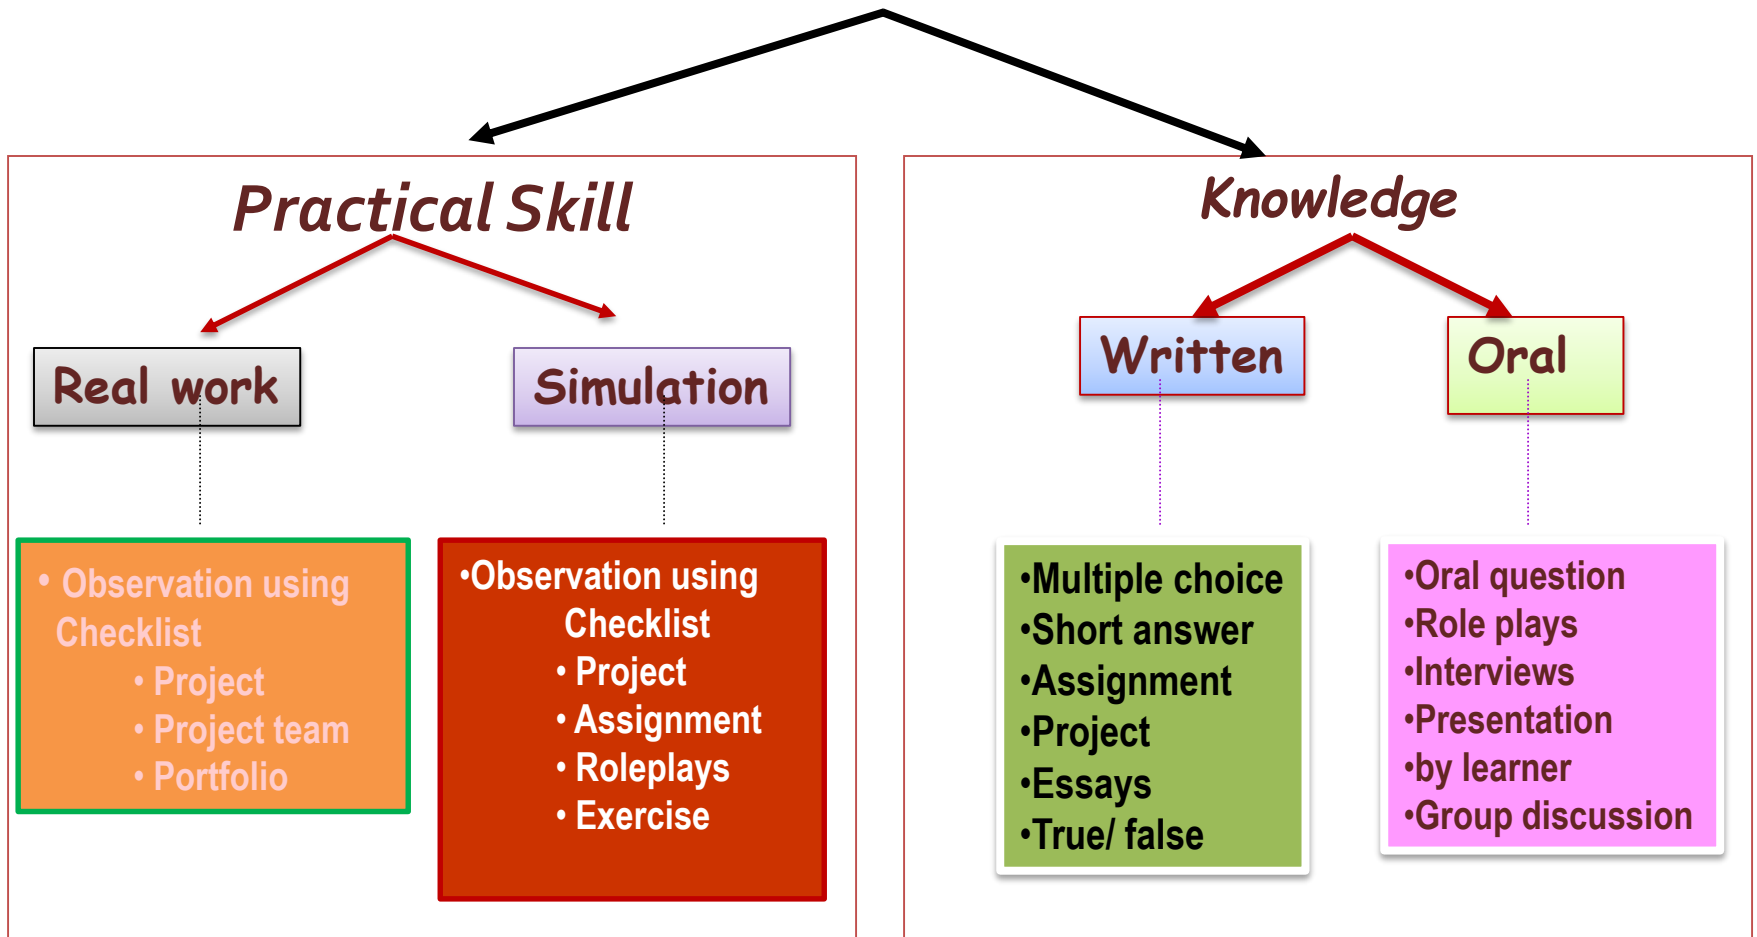 Practical Skill
Knowledge
Real work
Simulation
Written
Oral
• Observation using
Checklist
• Project
• Project team
• Portfolio
•Observation using
Checklist
• Project
• Assignment
• Roleplays
• Exercise
•Multiple choice
•Short answer
•Assignment
•Project
•Essays
•True/ false
•Oral question
•Role plays
•Interviews
•Presentation
•by learner
•Group discussion